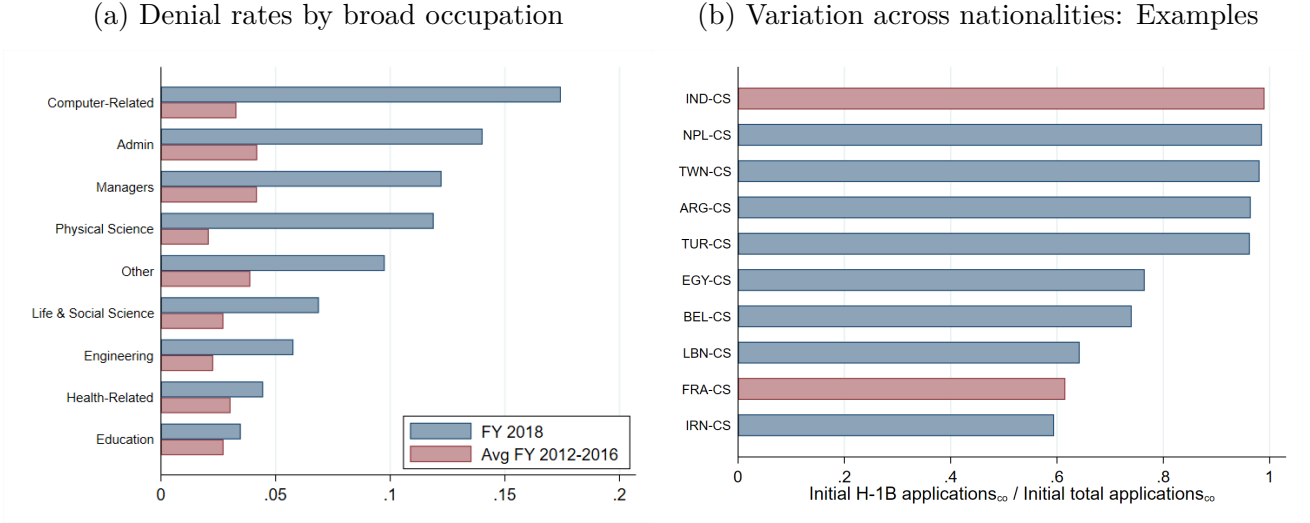 (a) Denial rates by broad occupation
Computer-Related
Admin
Managers
Physical Science
Other
Life & Social Science
Engineering
Health-Related
Education
FY 2018
Avg FY 2012-2016
0
.05
.1
.15
.2
(b) Variation across nationalities: Examples
IND-CS
NPL-CS
TWN-CS
ARG-CS
TUR-CS
EGY-CS
BEL-CS
LBN-CS
FRA-CS
IRN-CS
0
.2
.4
.6
.8
1
Initial H-1B applications_co / Initial total applications_co